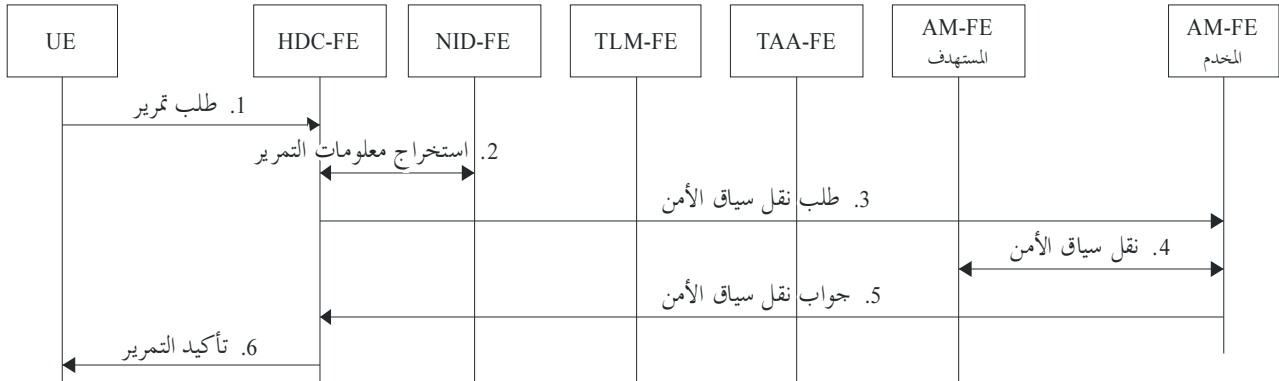 UE
HDC-FE
NID-FE
TLM-FE
TAA-FE
AM-FE
المستهدف
AM-FE
المخدم
1. طلب تمرير
2. استخراج معلومات التمرير
3. طلب نقل سياق الأمن
4. نقل سياق الأمن
5. جواب نقل سياق الأمن
6. تأكيد التمرير